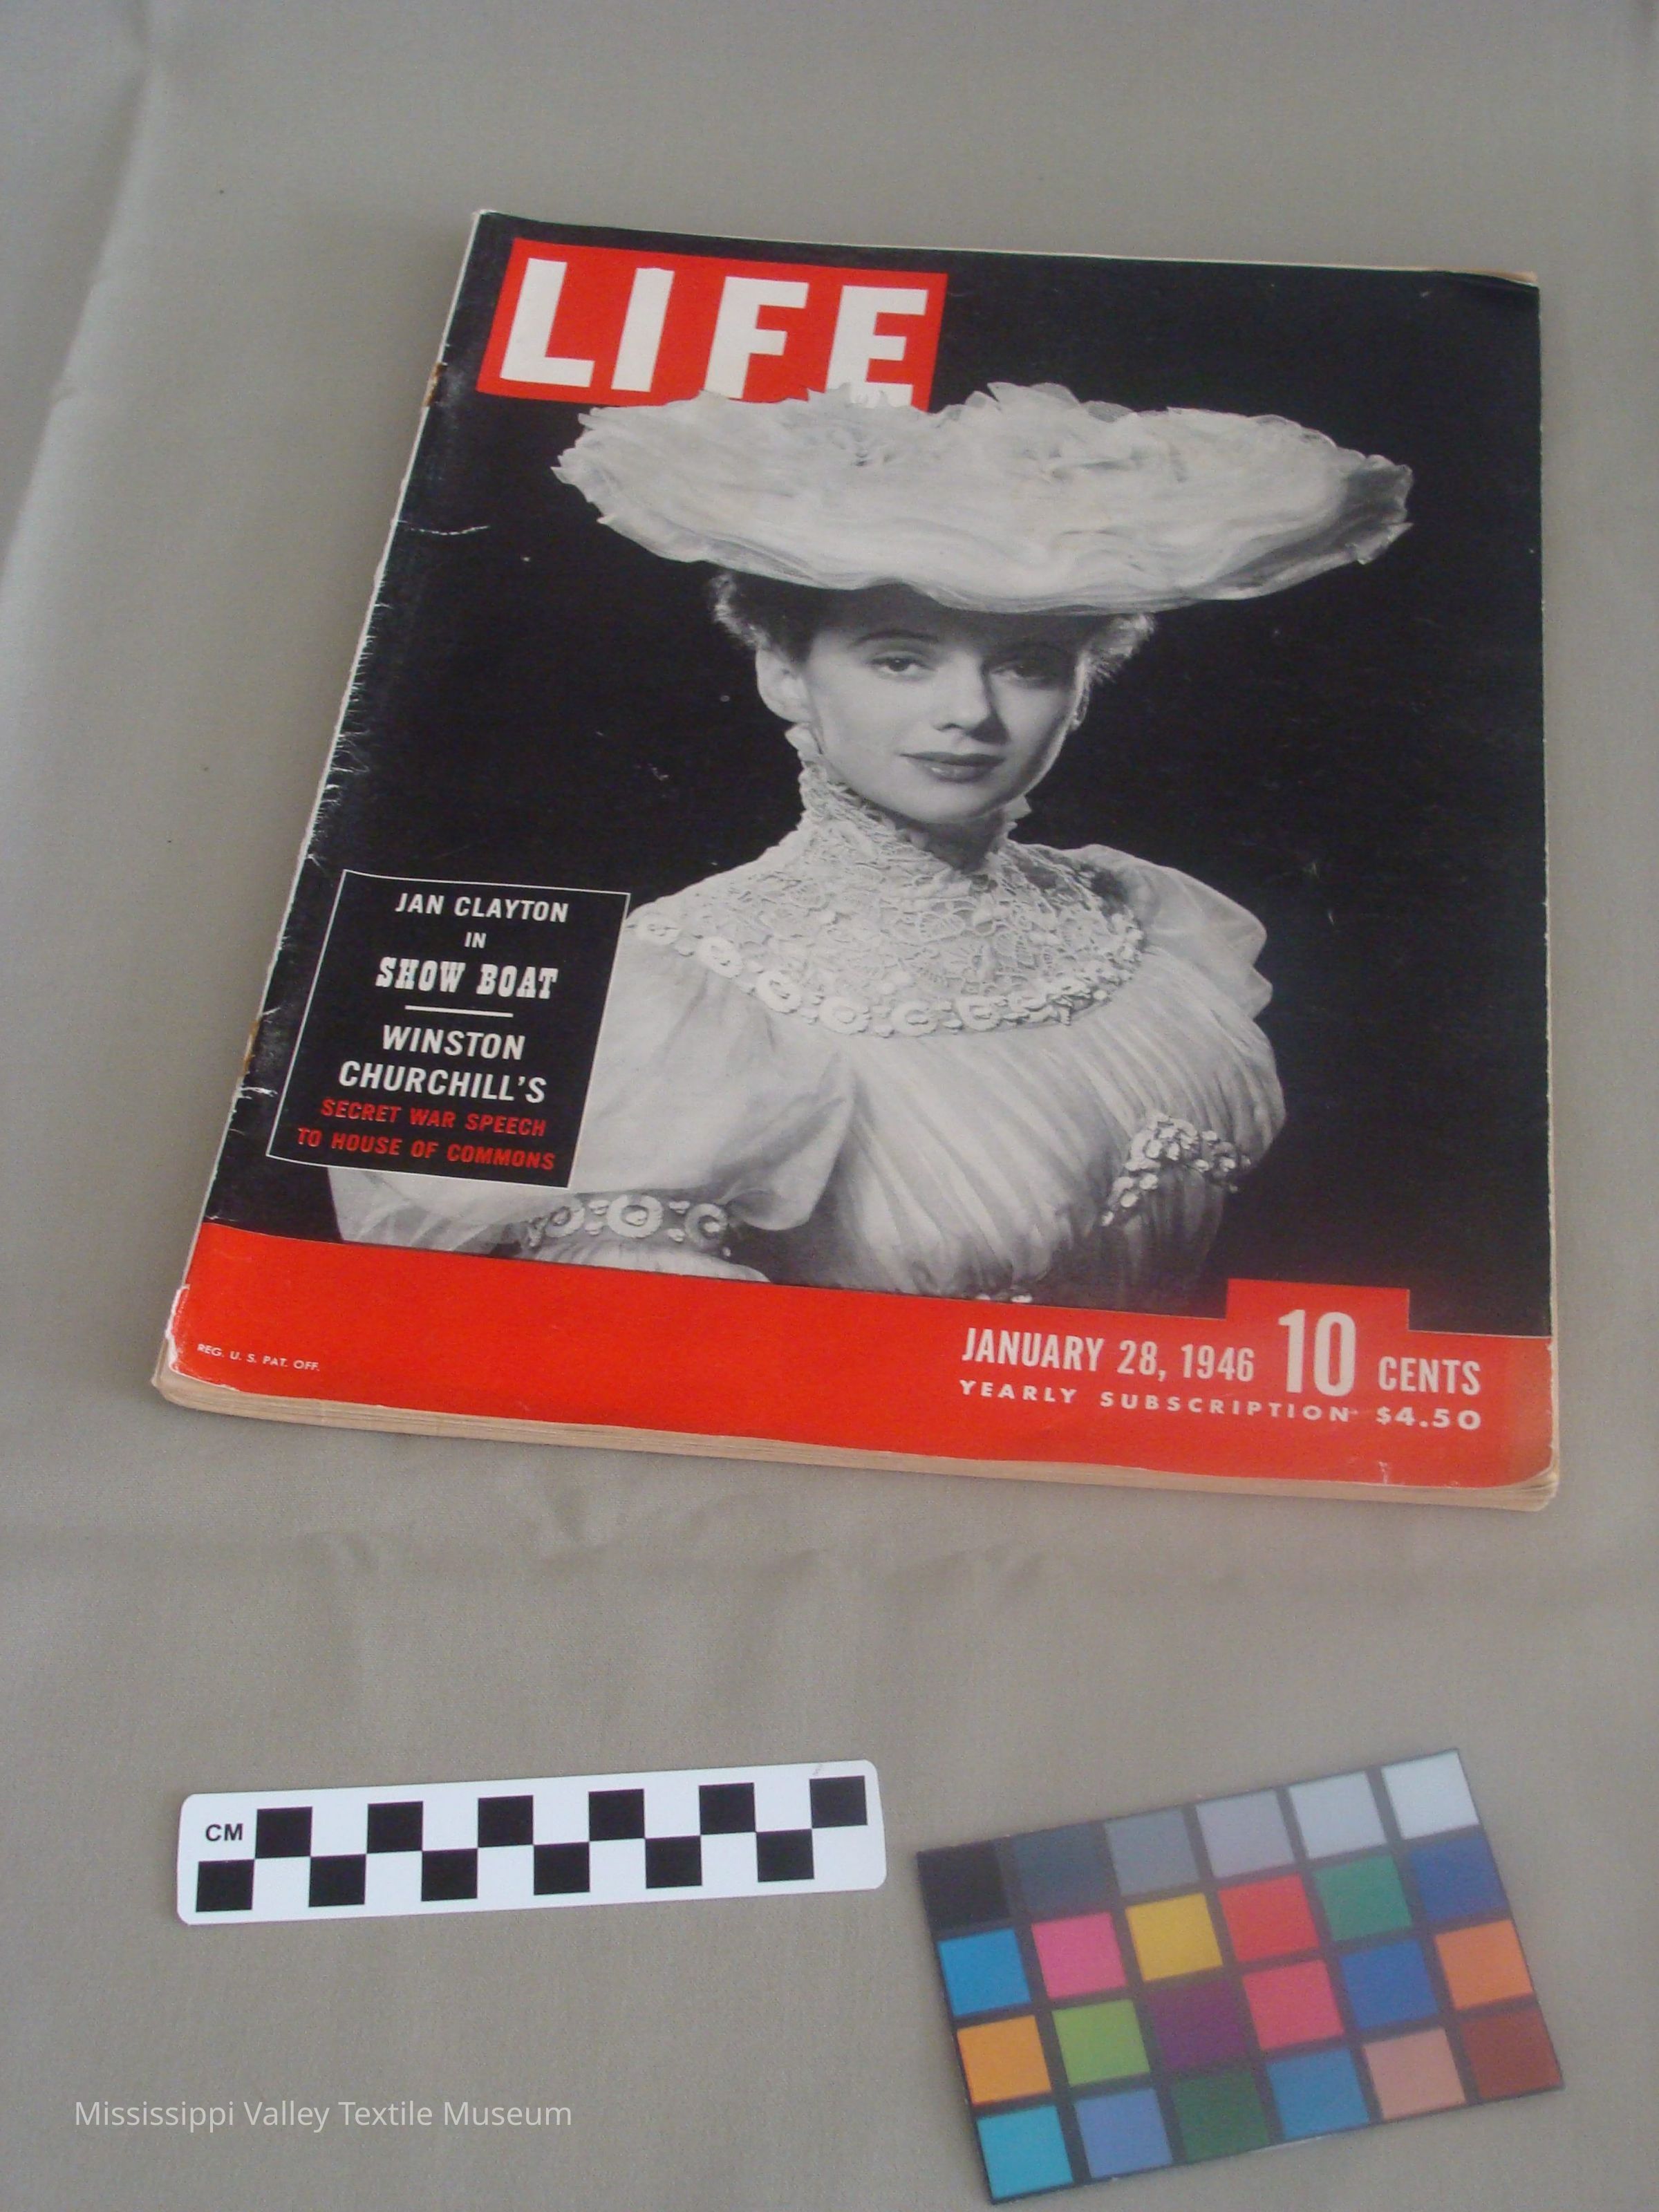 LIFE
JAN CLAYTON
IN
SHOW BOAT
WINSTON
CHURCHILL'S
SECRET WAR SPEECH
TO HOUSE OF COMMONS
REG. U. S. PAT. OFF.
JANUARY 28, 1946 10 CENTS
YEARLY SUBSCRIPTION $4.50
CM
Mississippi Valley Textile Museum